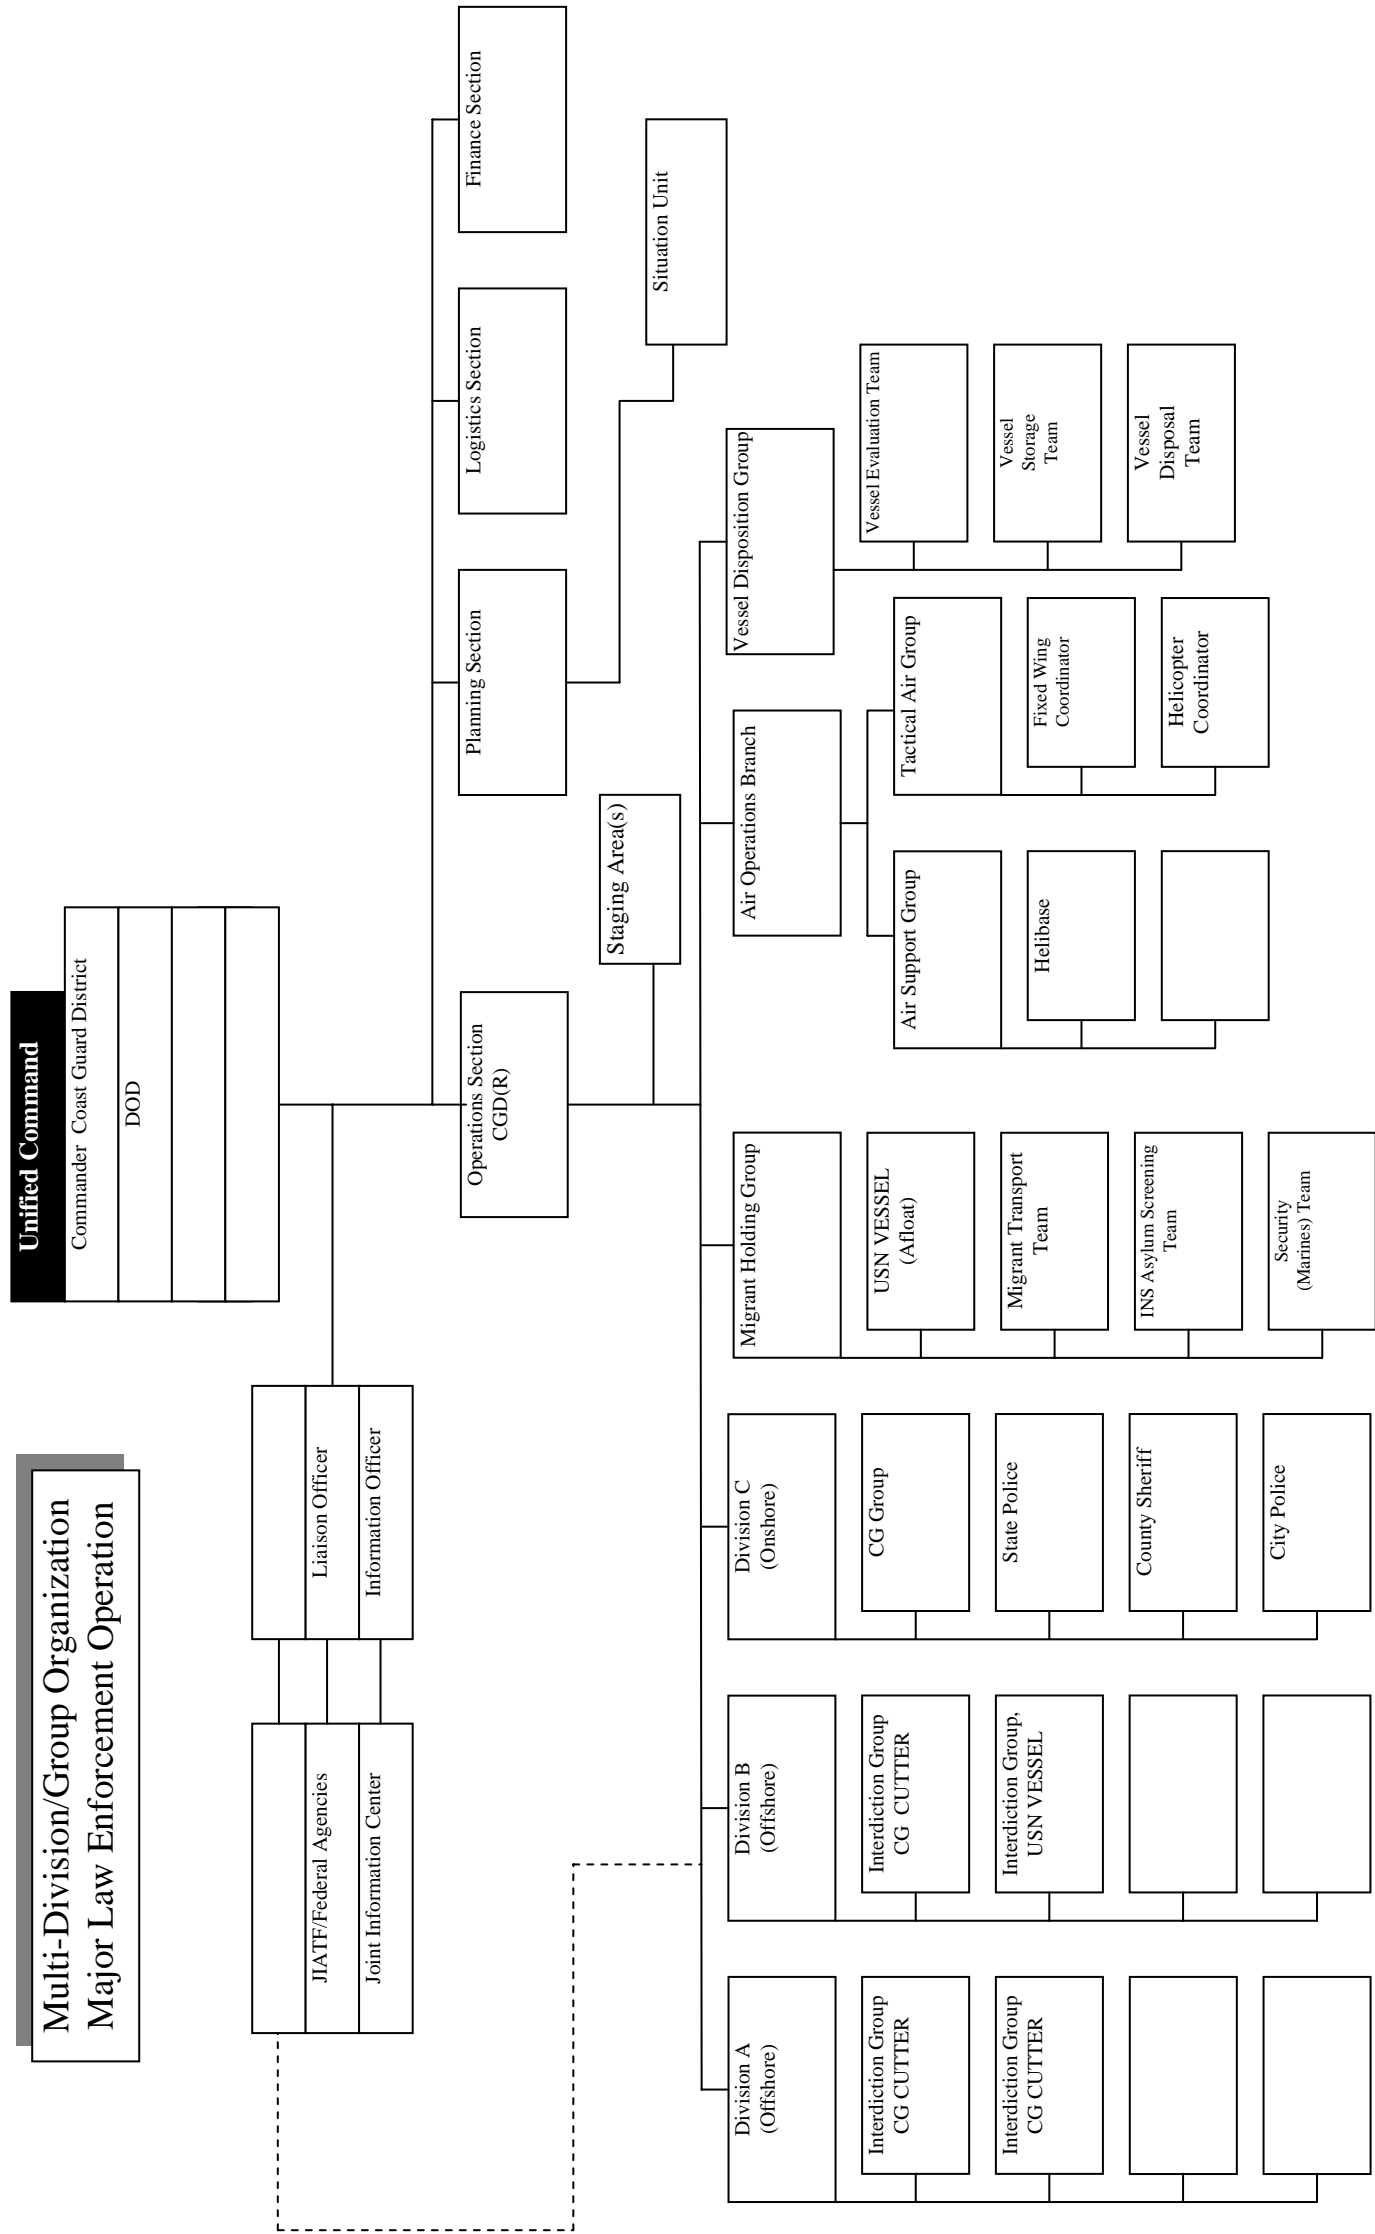 Multi-Division/Group Organization
Major Law Enforcement Operation
Unified Command
Commander Coast Guard District
DOD
Liaison Officer
Information Officer
JIATF/Federal Agencies
Joint Information Center
Operations Section
CGD(R)
Planning Section
Logistics Section
Finance Section
Situation Unit
Staging Area(s)
Division A
(Offshore)
Interdiction Group
CG CUTTER
Interdiction Group
CG CUTTER
Division B
(Offshore)
Interdiction Group
CG CUTTER
Interdiction Group,
USN VESSEL
Division C
(Onshore)
CG Group
State Police
County Sheriff
City Police
Migrant Holding Group
USN VESSEL
(Afloat)
Migrant Transport
Team
INS Asylum Screening
Team
Security
(Marines) Team
Air Operations Branch
Air Support Group
Helibase
Tactical Air Group
Fixed Wing
Coordinator
Helicopter
Coordinator
Vessel Disposition Group
Vessel Evaluation Team
Vessel
Storage
Team
Vessel
Disposal
Team